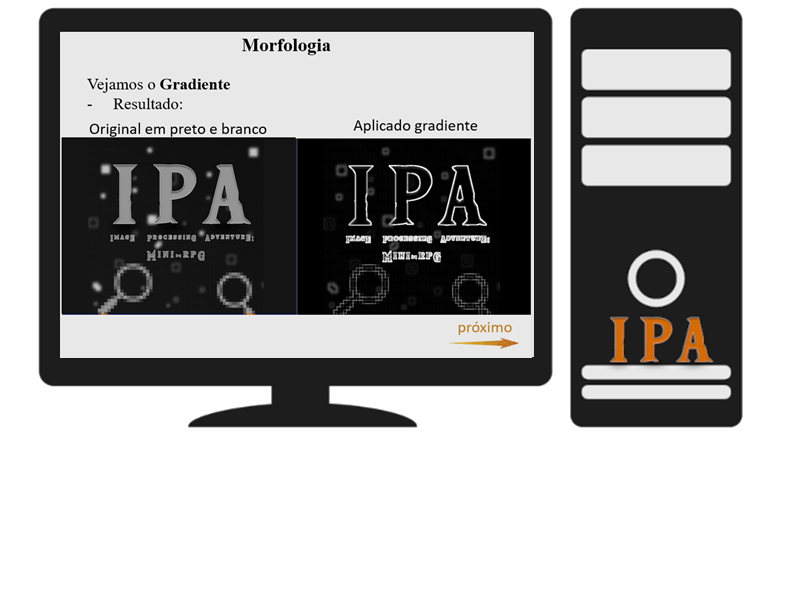 Morfologia
Vejamos o Gradiente
- Resultado:
Original em preto e branco
Aplicado gradiente
IPA
IMAGE PROCESSING ADVENTURE:
MINI-RPG
IPA
IMAGE PROCESSING ADVENTURE:
MINI-RPG
próximo
IPA